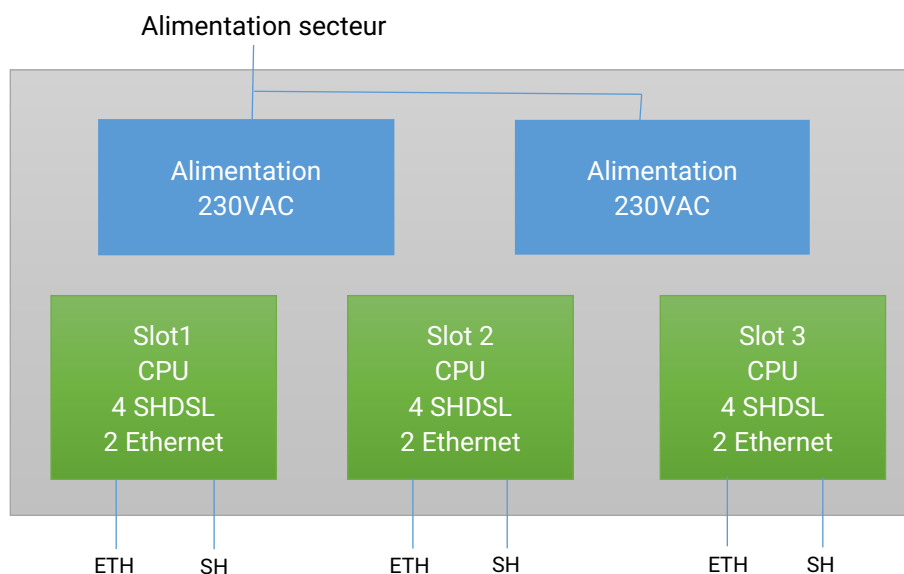 Alimentation secteur
Alimentation
230VAC
Alimentation
230VAC
Slot1
CPU
4 SHDSL
2 Ethernet
Slot 2
CPU
4 SHDSL
2 Ethernet
Slot 3
CPU
4 SHDSL
2 Ethernet
ETH
SH
ETH
SH
ETH
SH